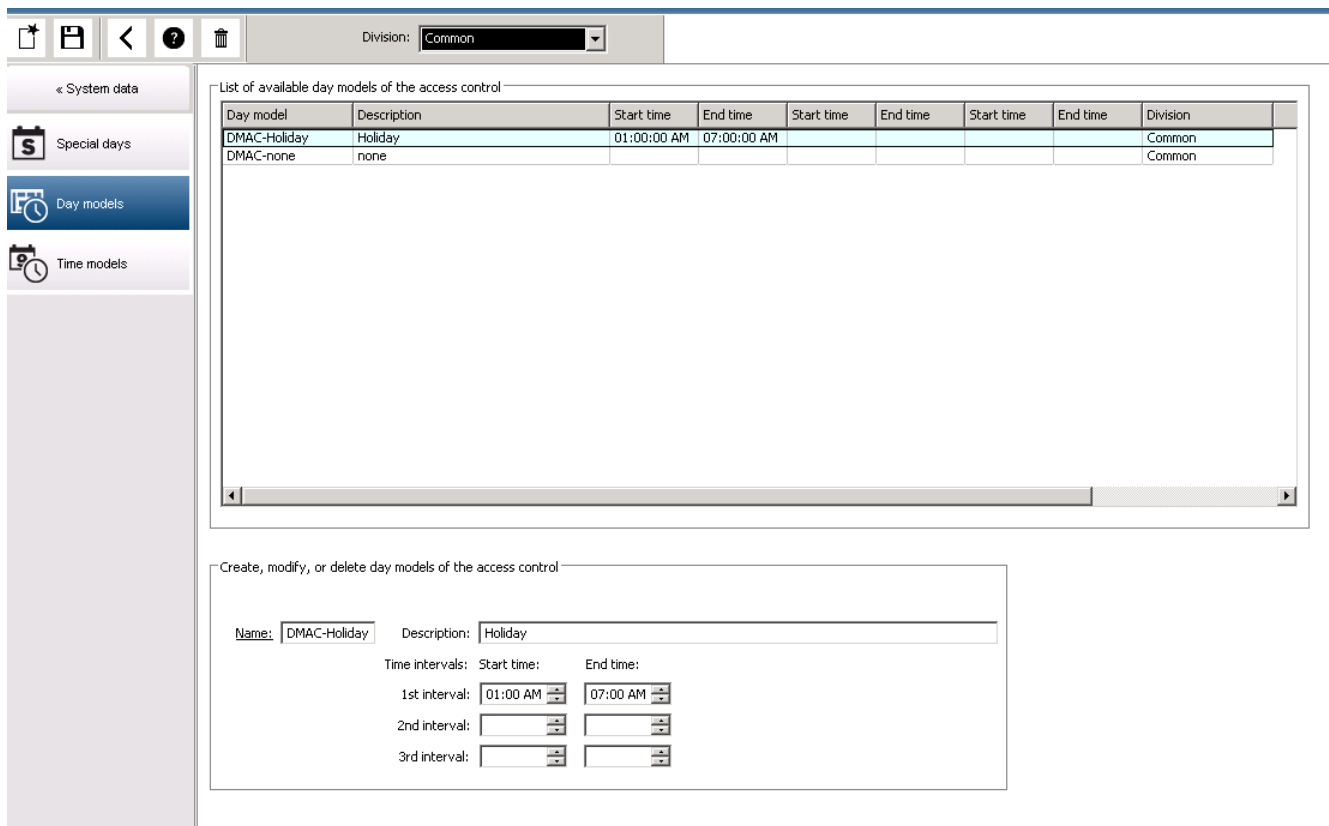 Division: Common
« System data
Special days
Day models
Time models
List of available day models of the access control
Day model Description Start time End time Start time End time Start time End time Division
DMAC-Holiday Holiday 01:00:00 AM 07:00:00 AM Common
DMAC-none none Common
Create, modify, or delete day models of the access control
Name: DMAC-Holiday Description: Holiday
Time intervals: Start time: End time:
1st interval: 01:00 AM 07:00 AM
2nd interval:
3rd interval: